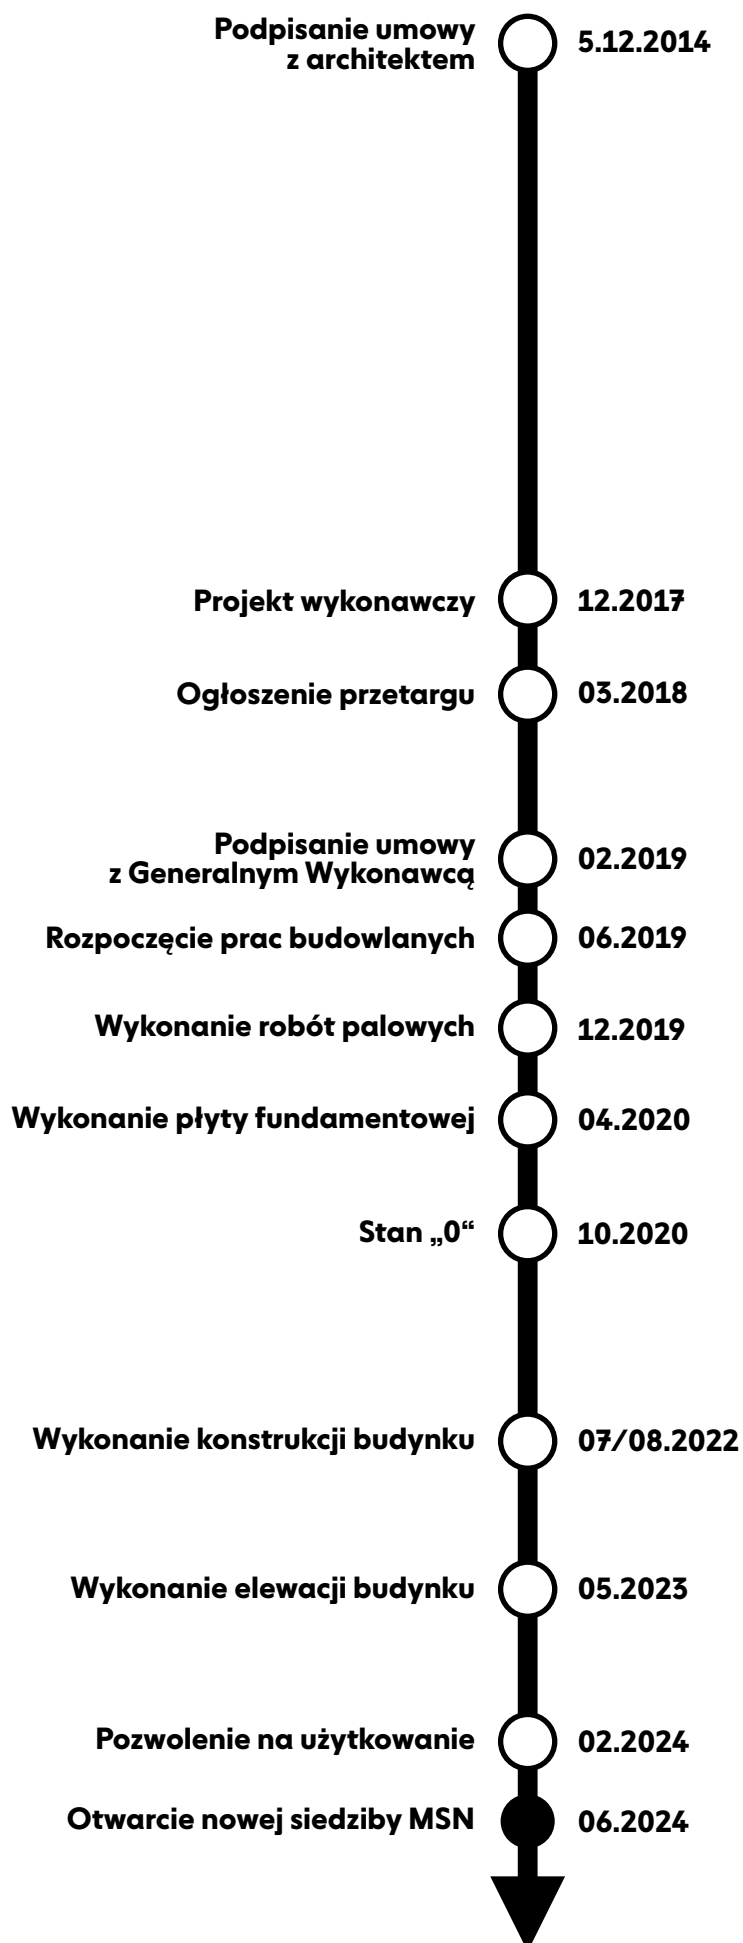 Podpisanie umowy
z architektem
5.12.2014
Projekt wykonawczy
12.2017
Ogłoszenie przetargu
03.2018
Podpisanie umowy
z Generalnym Wykonawcą
02.2019
Rozpoczęcie prac budowlanych
06.2019
Wykonanie robót palowych
12.2019
Wykonanie płyty fundamentowej
04.2020
Stan „0“
10.2020
Wykonanie konstrukcji budynku
07/08.2022
Wykonanie elewacji budynku
05.2023
Pozwolenie na użytkowanie
02.2024
Otwarcie nowej siedziby MSN
06.2024